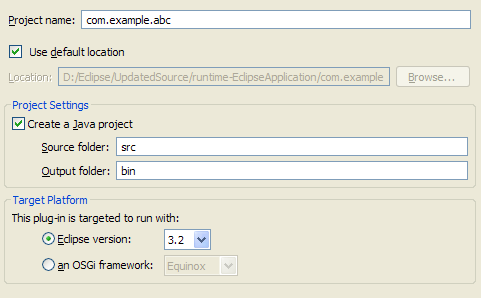 Project name: com.example.abc
Use default location
Location: D:/Eclipse/UpdatedSource/runtime-EclipseApplication/com.example Browse...
Project Settings
Create a Java project
Source folder: src
Output folder: bin
Target Platform
This plug-in is targeted to run with:
Eclipse version: 3.2
an OSGi framework: Equinox